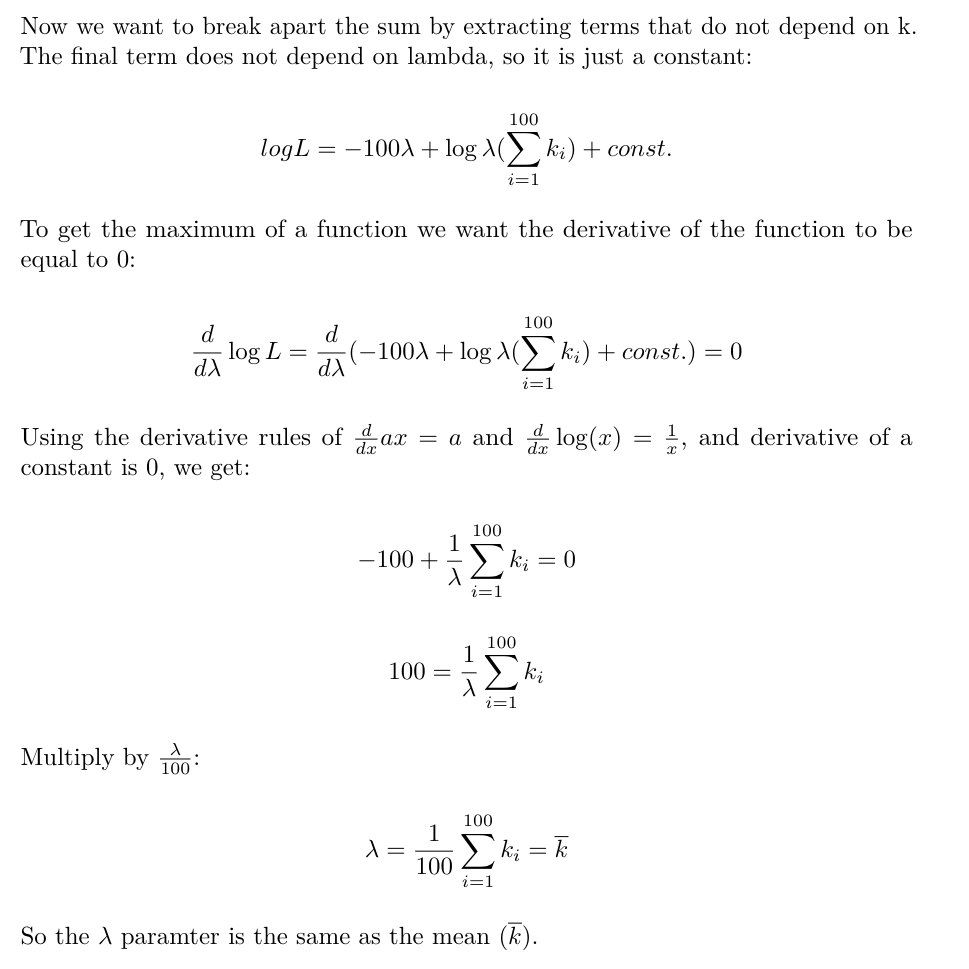 Now we want to break apart the sum by extracting terms that do not depend on k.
The final term does not depend on lambda, so it is just a constant:
$$logL = -100\lambda + \log \lambda(\sum_{i=1}^{100} k_i) + const.$$
To get the maximum of a function we want the derivative of the function to be
equal to 0:
$$\frac{d}{d\lambda} \log L = \frac{d}{d\lambda}(-100\lambda + \log \lambda(\sum_{i=1}^{100} k_i) + const.) = 0$$
Using the derivative rules of $\frac{d}{dx}ax = a$ and $\frac{d}{dx}\log(x) = \frac{1}{x}$, and derivative of a
constant is 0, we get:
$$-100 + \frac{1}{\lambda}\sum_{i=1}^{100} k_i = 0$$
$$100 = \frac{1}{\lambda}\sum_{i=1}^{100} k_i$$
Multiply by $\frac{\lambda}{100}$:
$$\lambda = \frac{1}{100}\sum_{i=1}^{100} k_i = \overline{k}$$
So the $\lambda$ paramter is the same as the mean ($\overline{k}$).